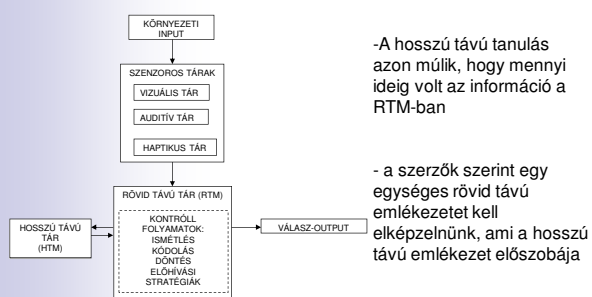 KÖRNYEZETI
INPUT
SZENZOROS TÁRAK
VIZUÁLIS TÁR
AUDITÍV TÁR
HAPTIKUS TÁR
RÖVID TÁVÚ TÁR (RTM)
KONTRÓLL
FOLYAMATOK:
ISMÉTLÉS
KÓDOLÁS
DÖNTÉS
ELŐHÍVÁSI
STRATÉGIÁK
HOSSZÚ TÁVÚ
TÁR
(HTM)
VÁLASZ-OUTPUT
-A hosszú távú tanulás
azon múlik, hogy mennyi
ideig volt az információ a
RTM-ban
- a szerzők szerint egy
egységes rövid távú
emlékezetet kell
elképzelnünk, ami a hosszú
távú emlékezet előszobája